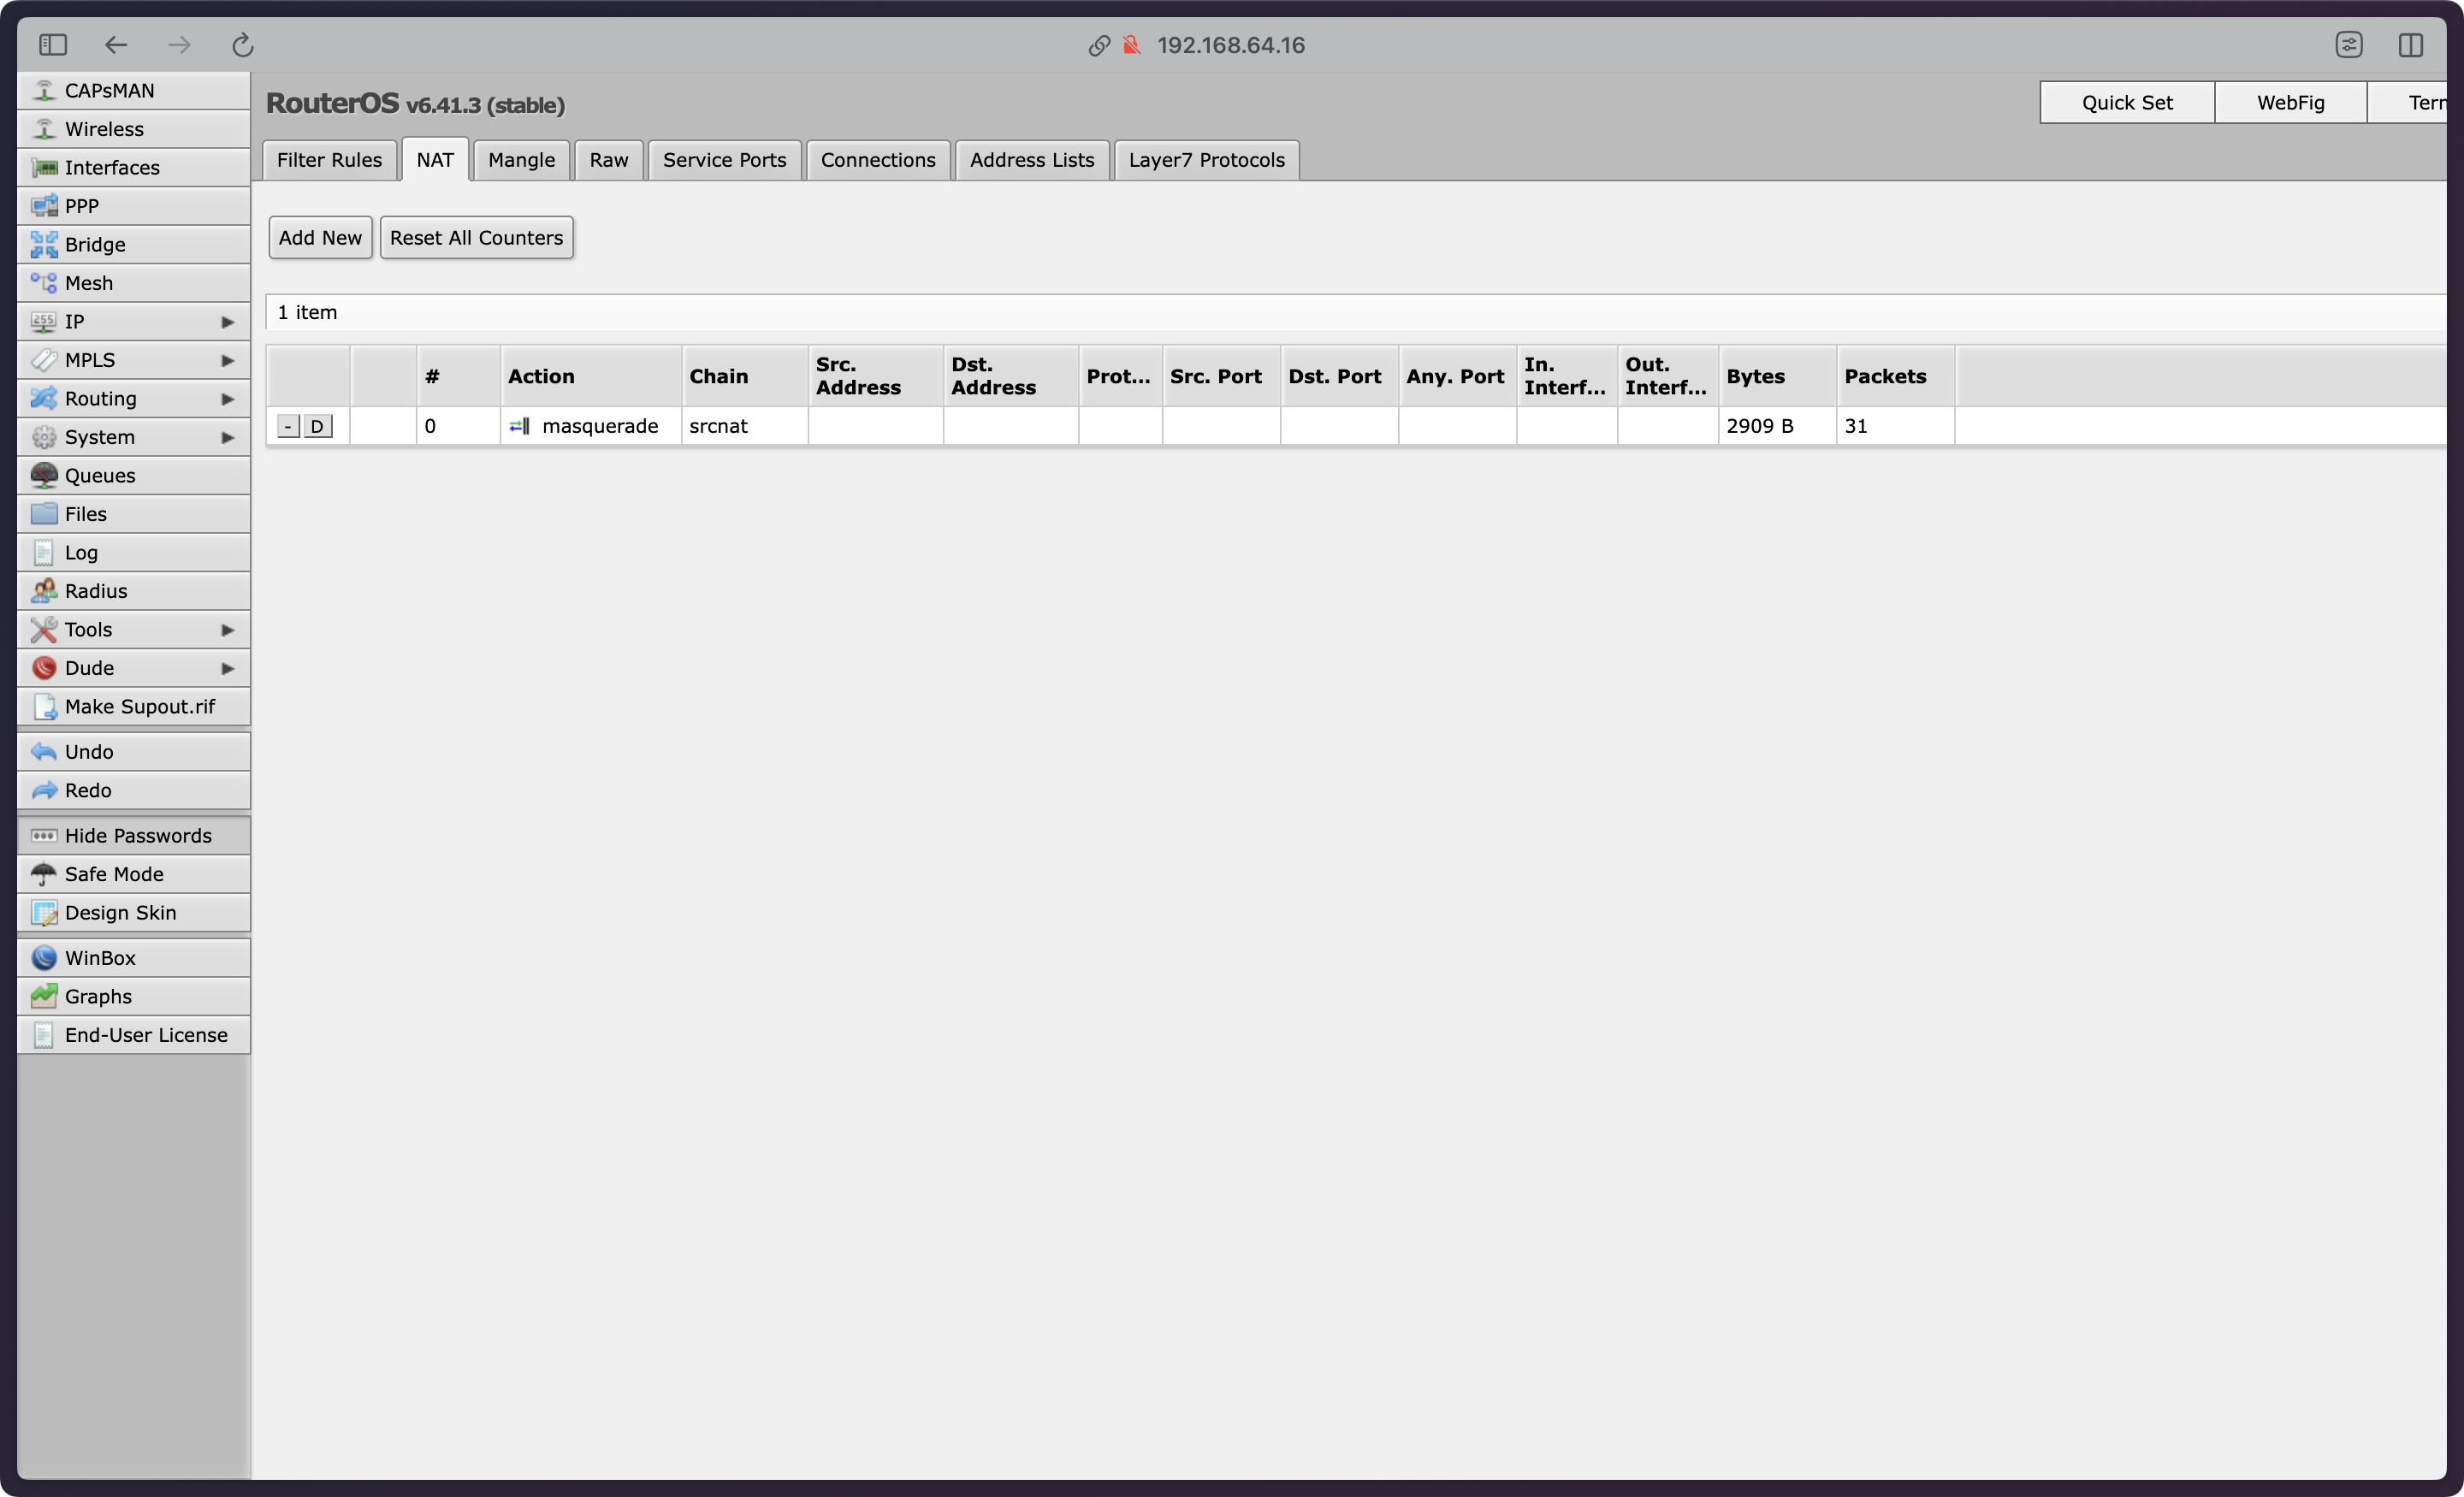 192.168.64.16
CAPsMAN
Wireless
Interfaces
PPP
Bridge
Mesh
IP
MPLS
Routing
System
Queues
Files
Log
Radius
Tools
Dude
Make Supout.rif
Undo
Redo
Hide Passwords
Safe Mode
Design Skin
WinBox
Graphs
End-User License
RouterOS v6.41.3 (stable)
Quick Set WebFig Tern
Filter Rules NAT Mangle Raw Service Ports Connections Address Lists Layer7 Protocols
Add New Reset All Counters
1 item
# Action Chain Src. Address Dst. Address Prot... Src. Port Dst. Port Any. Port In. Interf... Out. Interf... Bytes Packets
- D 0 masquerade srcnat 2909 B 31